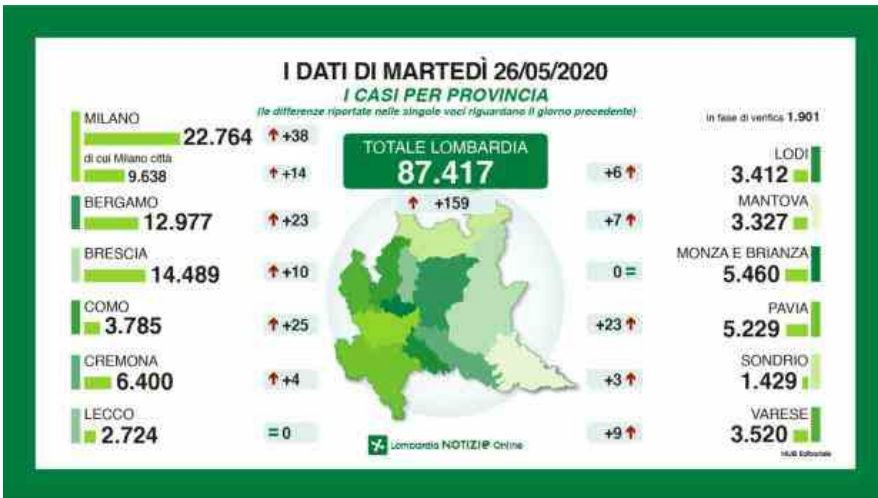 I DATI DI MARTEDÌ 26/05/2020
I CASI PER PROVINCIA
(le differenze riportate nelle singole voci riguardano il giorno precedente)
in fase di verifica 1.901
TOTALE LOMBARDIA
87.417
+159
MILANO
22.764 +38
di cui Milano città
9.638 +14
BERGAMO
12.977 +23
BRESCIA
14.489 +10
COMO
3.785 +25
CREMONA
6.400 +4
LECCO
2.724 = 0
LODI
+6 3.412
MANTOVA
+7 3.327
MONZA E BRIANZA
0 = 5.460
PAVIA
+23 5.229
SONDRIO
+3 1.429
VARESE
+9 3.520
Lombardia NOTIZI@ Online
HUB Editoriale